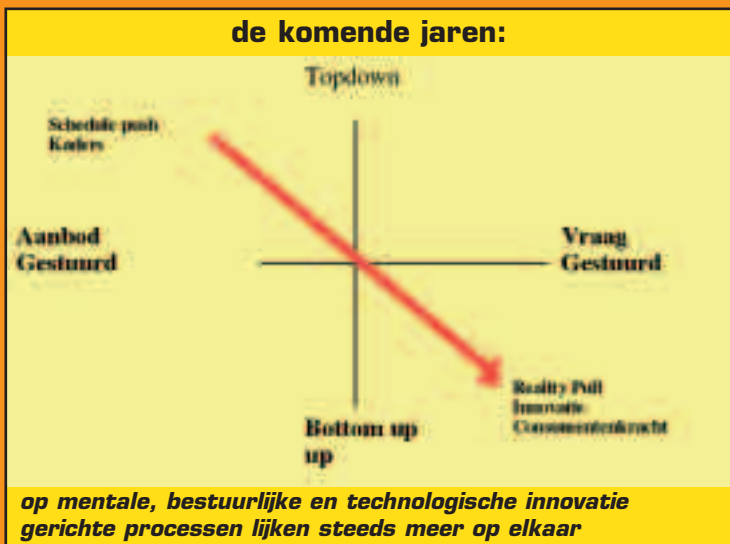 de komende jaren:
Topdown
Schedule push
Kaders
Aanbod
Gestuurd
Vraag
Gestuurd
Reality Pull
Innovatie
Consumentenkracht
Bottom up
up
op mentale, bestuurlijke en technologische innovatie
gerichte processen lijken steeds meer op elkaar